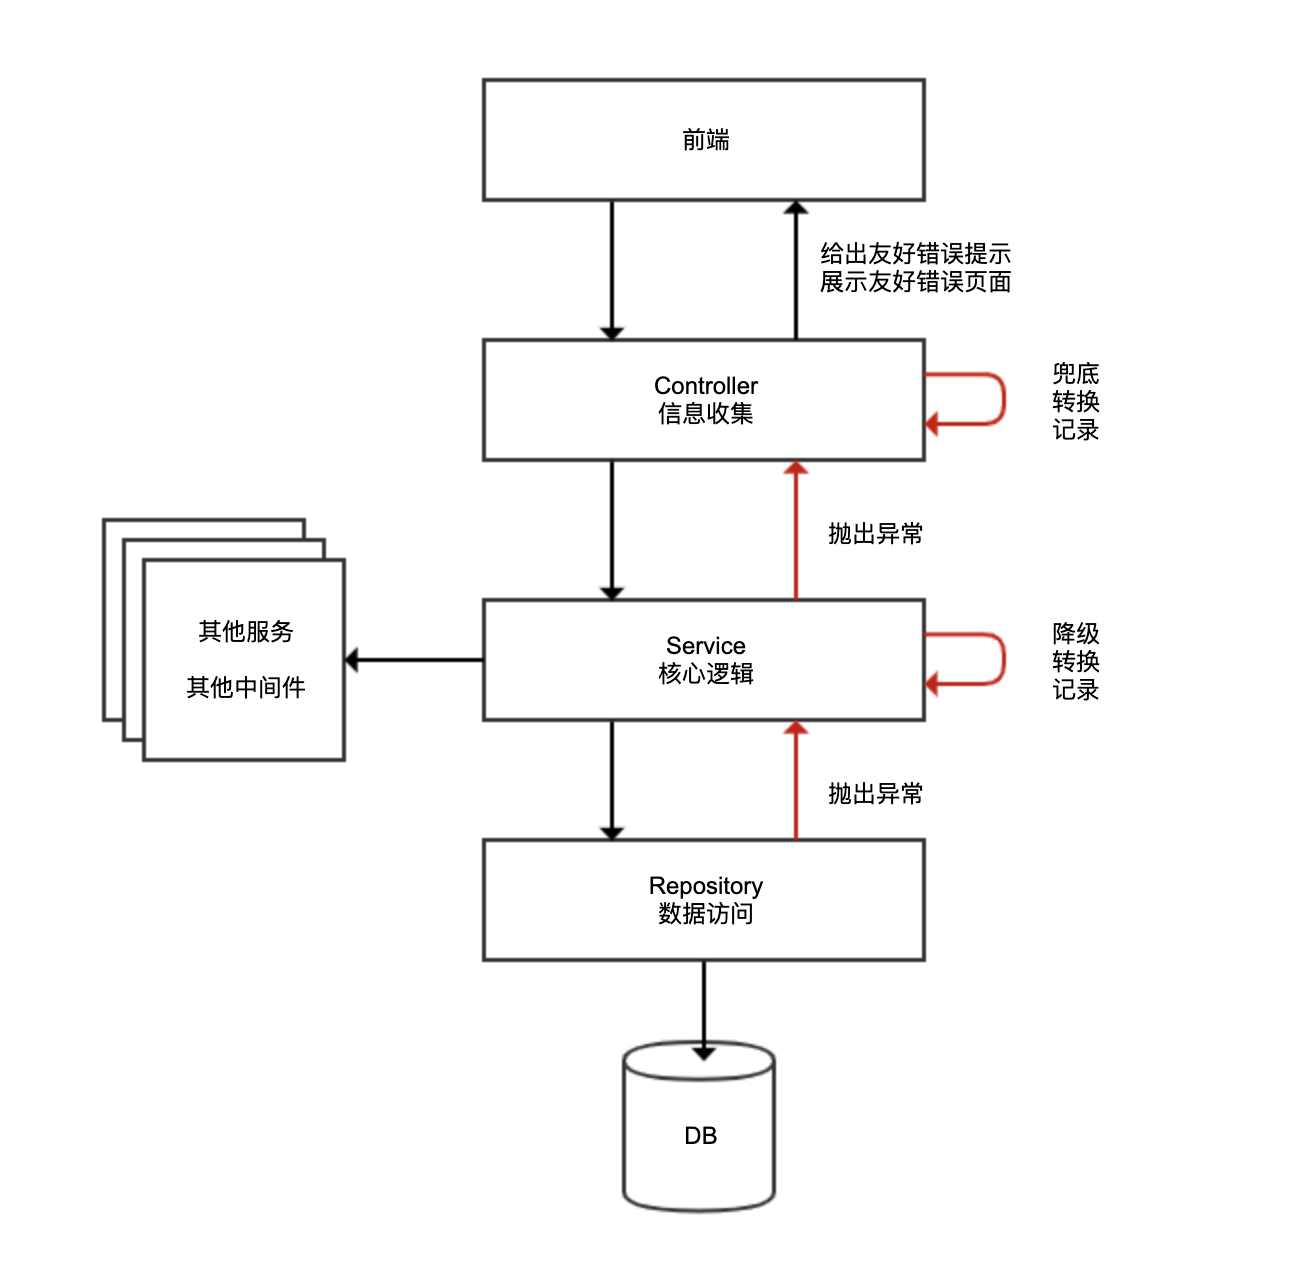 前端
给出友好错误提示
展示友好错误页面
Controller
信息收集
兜底
转换
记录
抛出异常
其他服务
其他中间件
Service
核心逻辑
降级
转换
记录
抛出异常
Repository
数据访问
DB